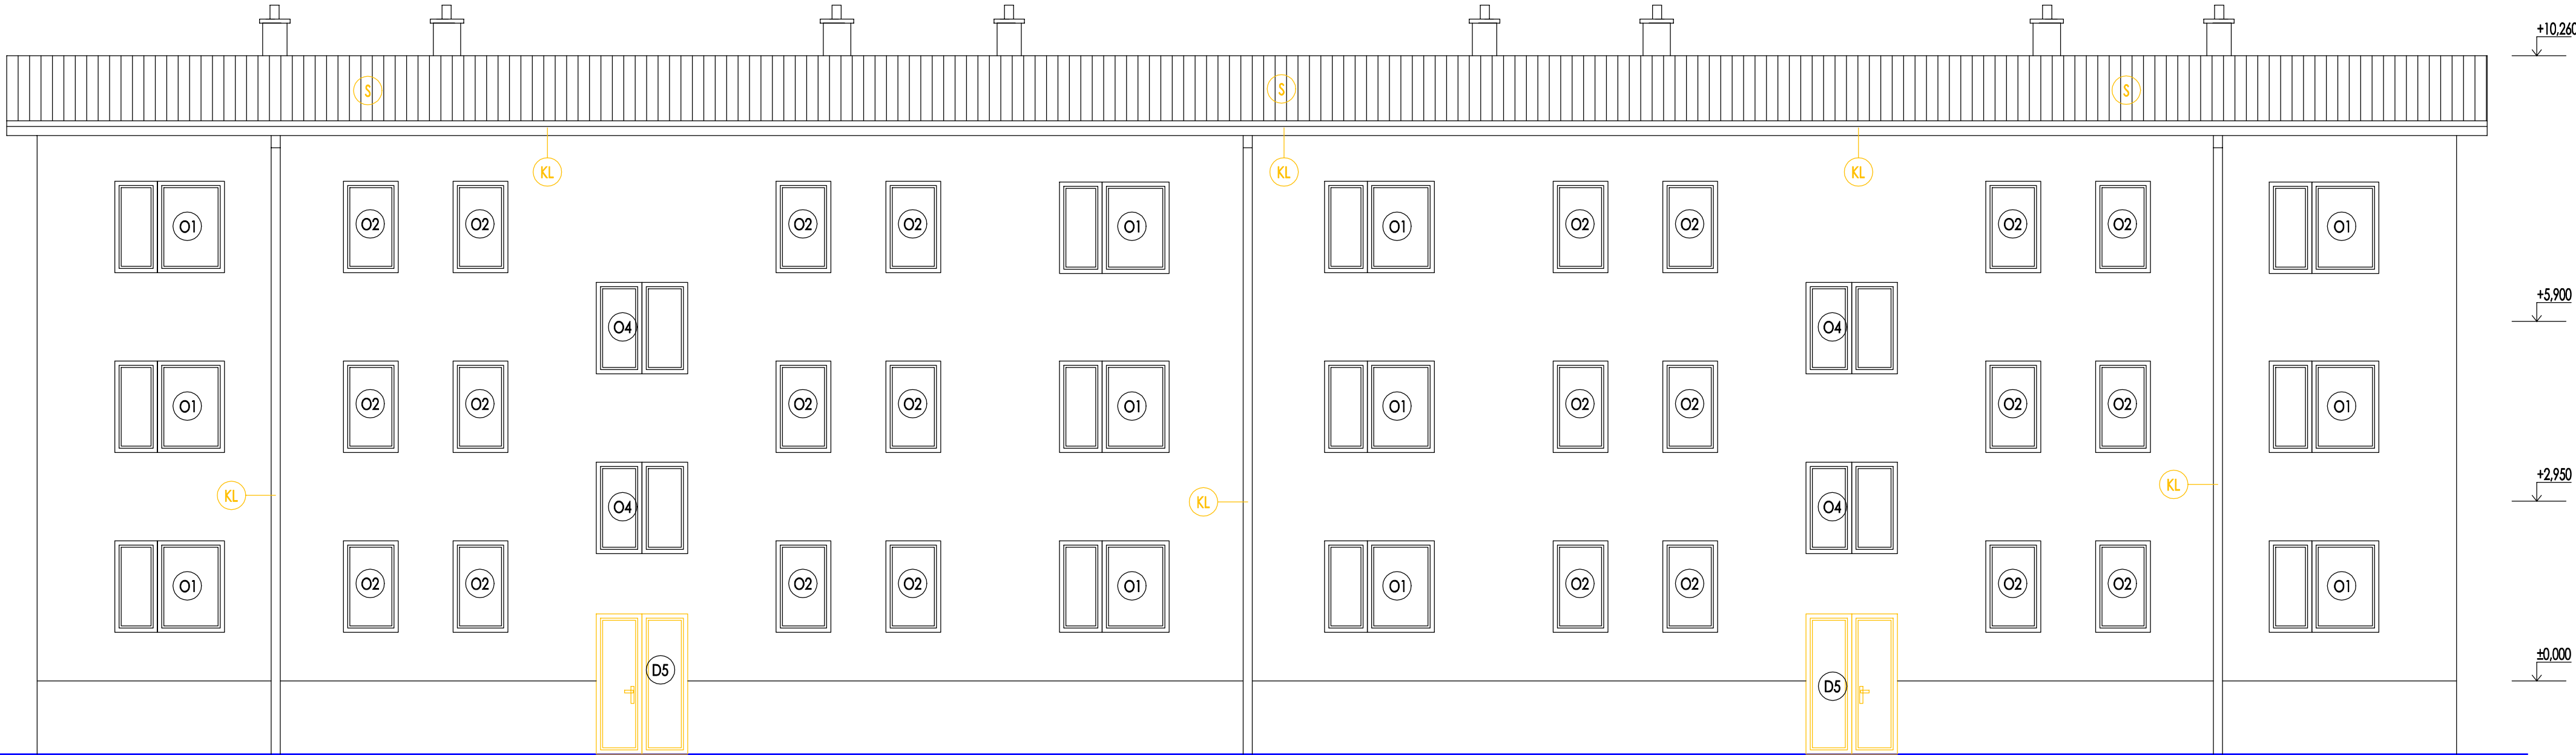 +10,260
S S S
KL KL KL
O1 O2 O2 O2 O2 O1 O1 O2 O2 O2 O2 O1
+5,900
O4 O4
O1 O2 O2 O2 O2 O1 O1 O2 O2 O2 O2 O1
+2,950
KL KL KL
O4 O4
O1 O2 O2 O2 O2 O1 O1 O2 O2 O2 O2 O1
±0,000
D5 D5